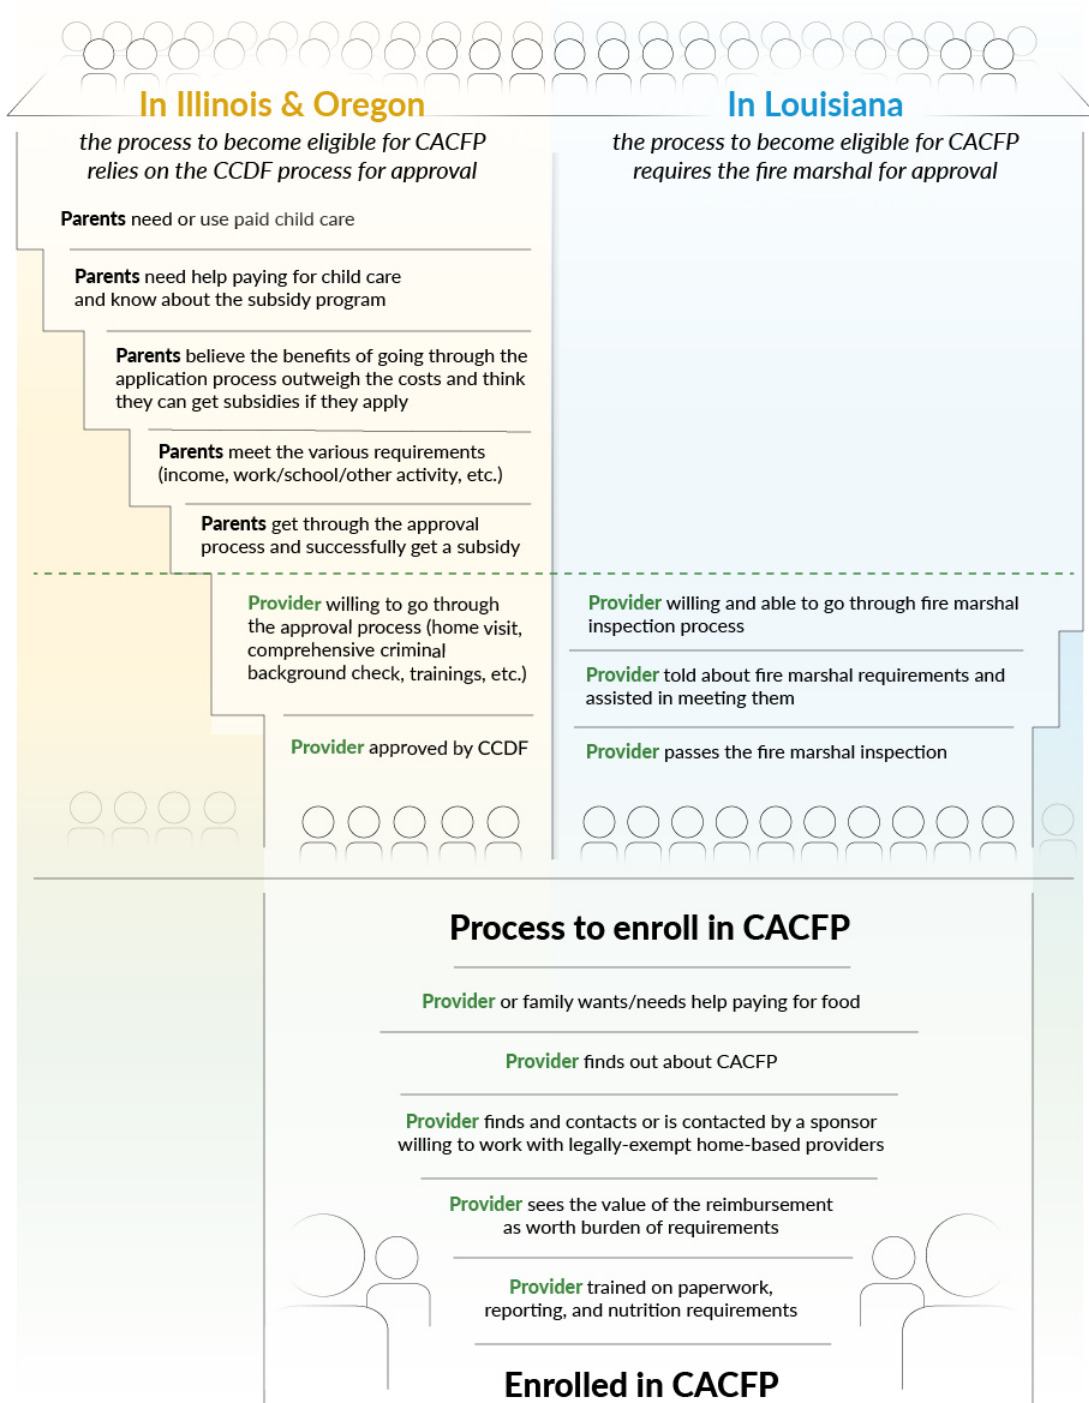 In Illinois & Oregon
the process to become eligible for CACFP
relies on the CCDF process for approval
Parents need or use paid child care
Parents need help paying for child care
and know about the subsidy program
Parents believe the benefits of going through the
application process outweigh the costs and think
they can get subsidies if they apply
Parents meet the various requirements
(income, work/school/other activity, etc.)
Parents get through the approval
process and successfully get a subsidy
Provider willing to go through
the approval process (home visit,
comprehensive criminal
background check, trainings, etc.)
Provider approved by CCDF
In Louisiana
the process to become eligible for CACFP
requires the fire marshal for approval
Provider willing and able to go through fire marshal
inspection process
Provider told about fire marshal requirements and
assisted in meeting them
Provider passes the fire marshal inspection
Process to enroll in CACFP
Provider or family wants/needs help paying for food
Provider finds out about CACFP
Provider finds and contacts or is contacted by a sponsor
willing to work with legally-exempt home-based providers
Provider sees the value of the reimbursement
as worth burden of requirements
Provider trained on paperwork,
reporting, and nutrition requirements
Enrolled in CACFP